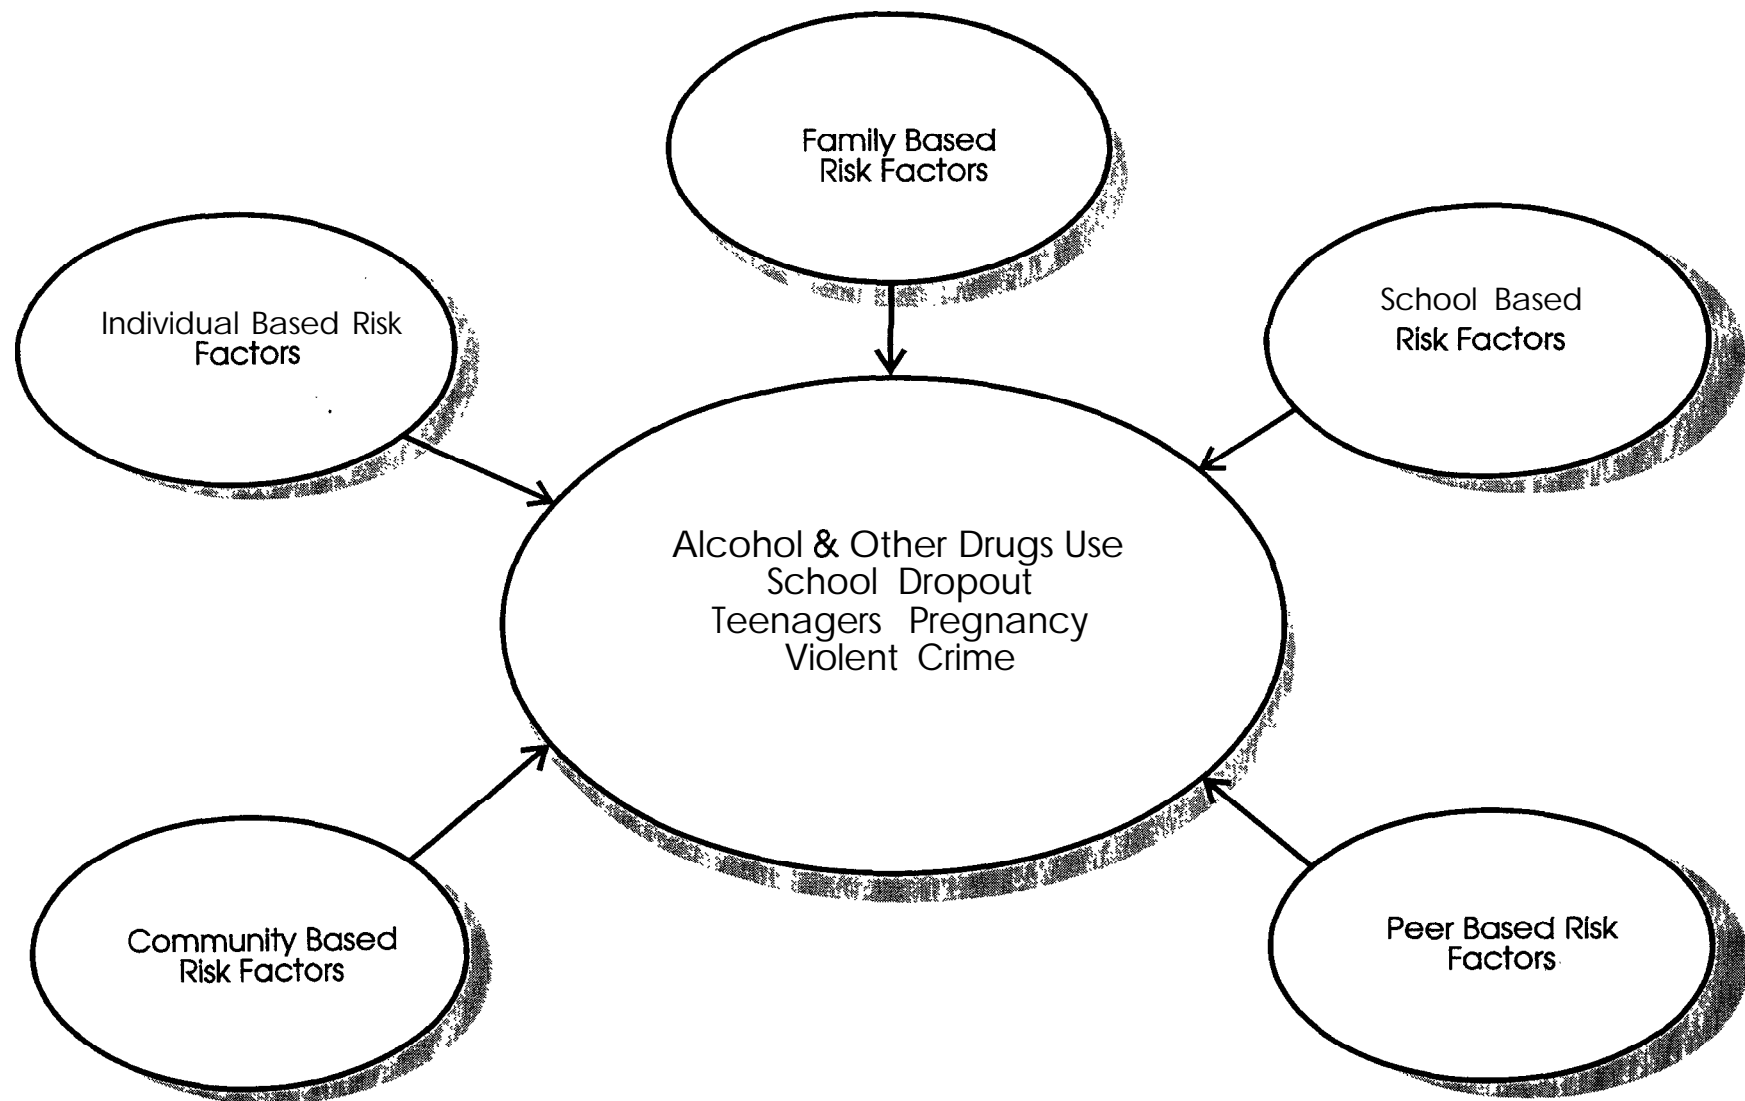 Family Based
Risk Factors
Individual Based Risk
Factors
School Based
Risk Factors
Alcohol & Other Drugs Use
School Dropout
Teenagers Pregnancy
Violent Crime
Community Based
Risk Factors
Peer Based Risk
Factors